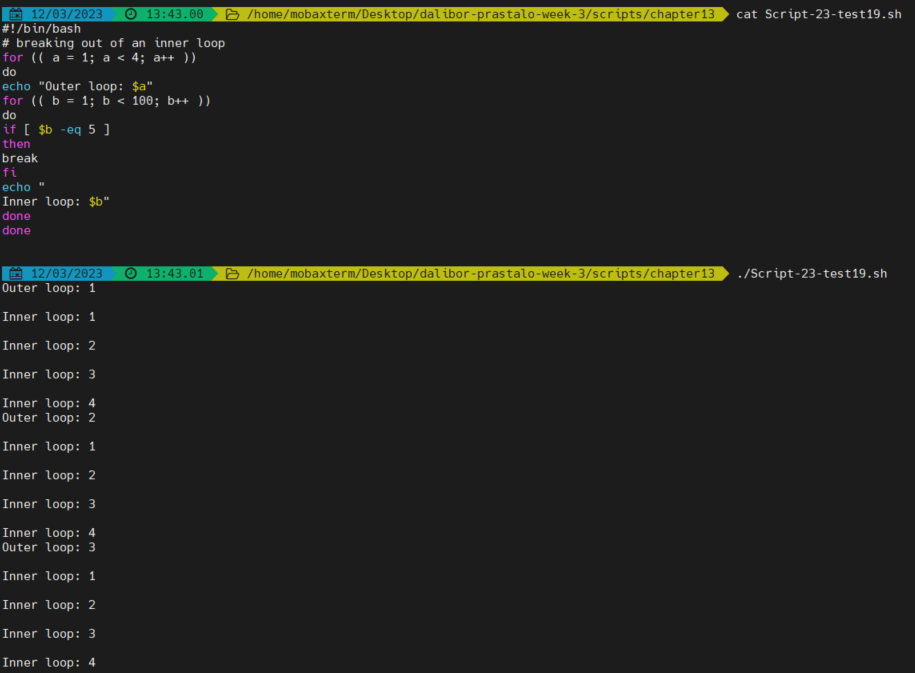 12/03/2023 13:43.00 /home/mobaxterm/Desktop/dalibor-prastalo-week-3/scripts/chapter13 cat Script-23-test19.sh
#!/bin/bash
# breaking out of an inner loop
for (( a = 1; a < 4; a++ ))
do
echo "Outer loop: $a"
for (( b = 1; b < 100; b++ ))
do
if [ $b -eq 5 ]
then
break
fi
echo "
Inner loop: $b"
done
done
12/03/2023 13:43.01 /home/mobaxterm/Desktop/dalibor-prastalo-week-3/scripts/chapter13 ./Script-23-test19.sh
Outer loop: 1
Inner loop: 1
Inner loop: 2
Inner loop: 3
Inner loop: 4
Outer loop: 2
Inner loop: 1
Inner loop: 2
Inner loop: 3
Inner loop: 4
Outer loop: 3
Inner loop: 1
Inner loop: 2
Inner loop: 3
Inner loop: 4